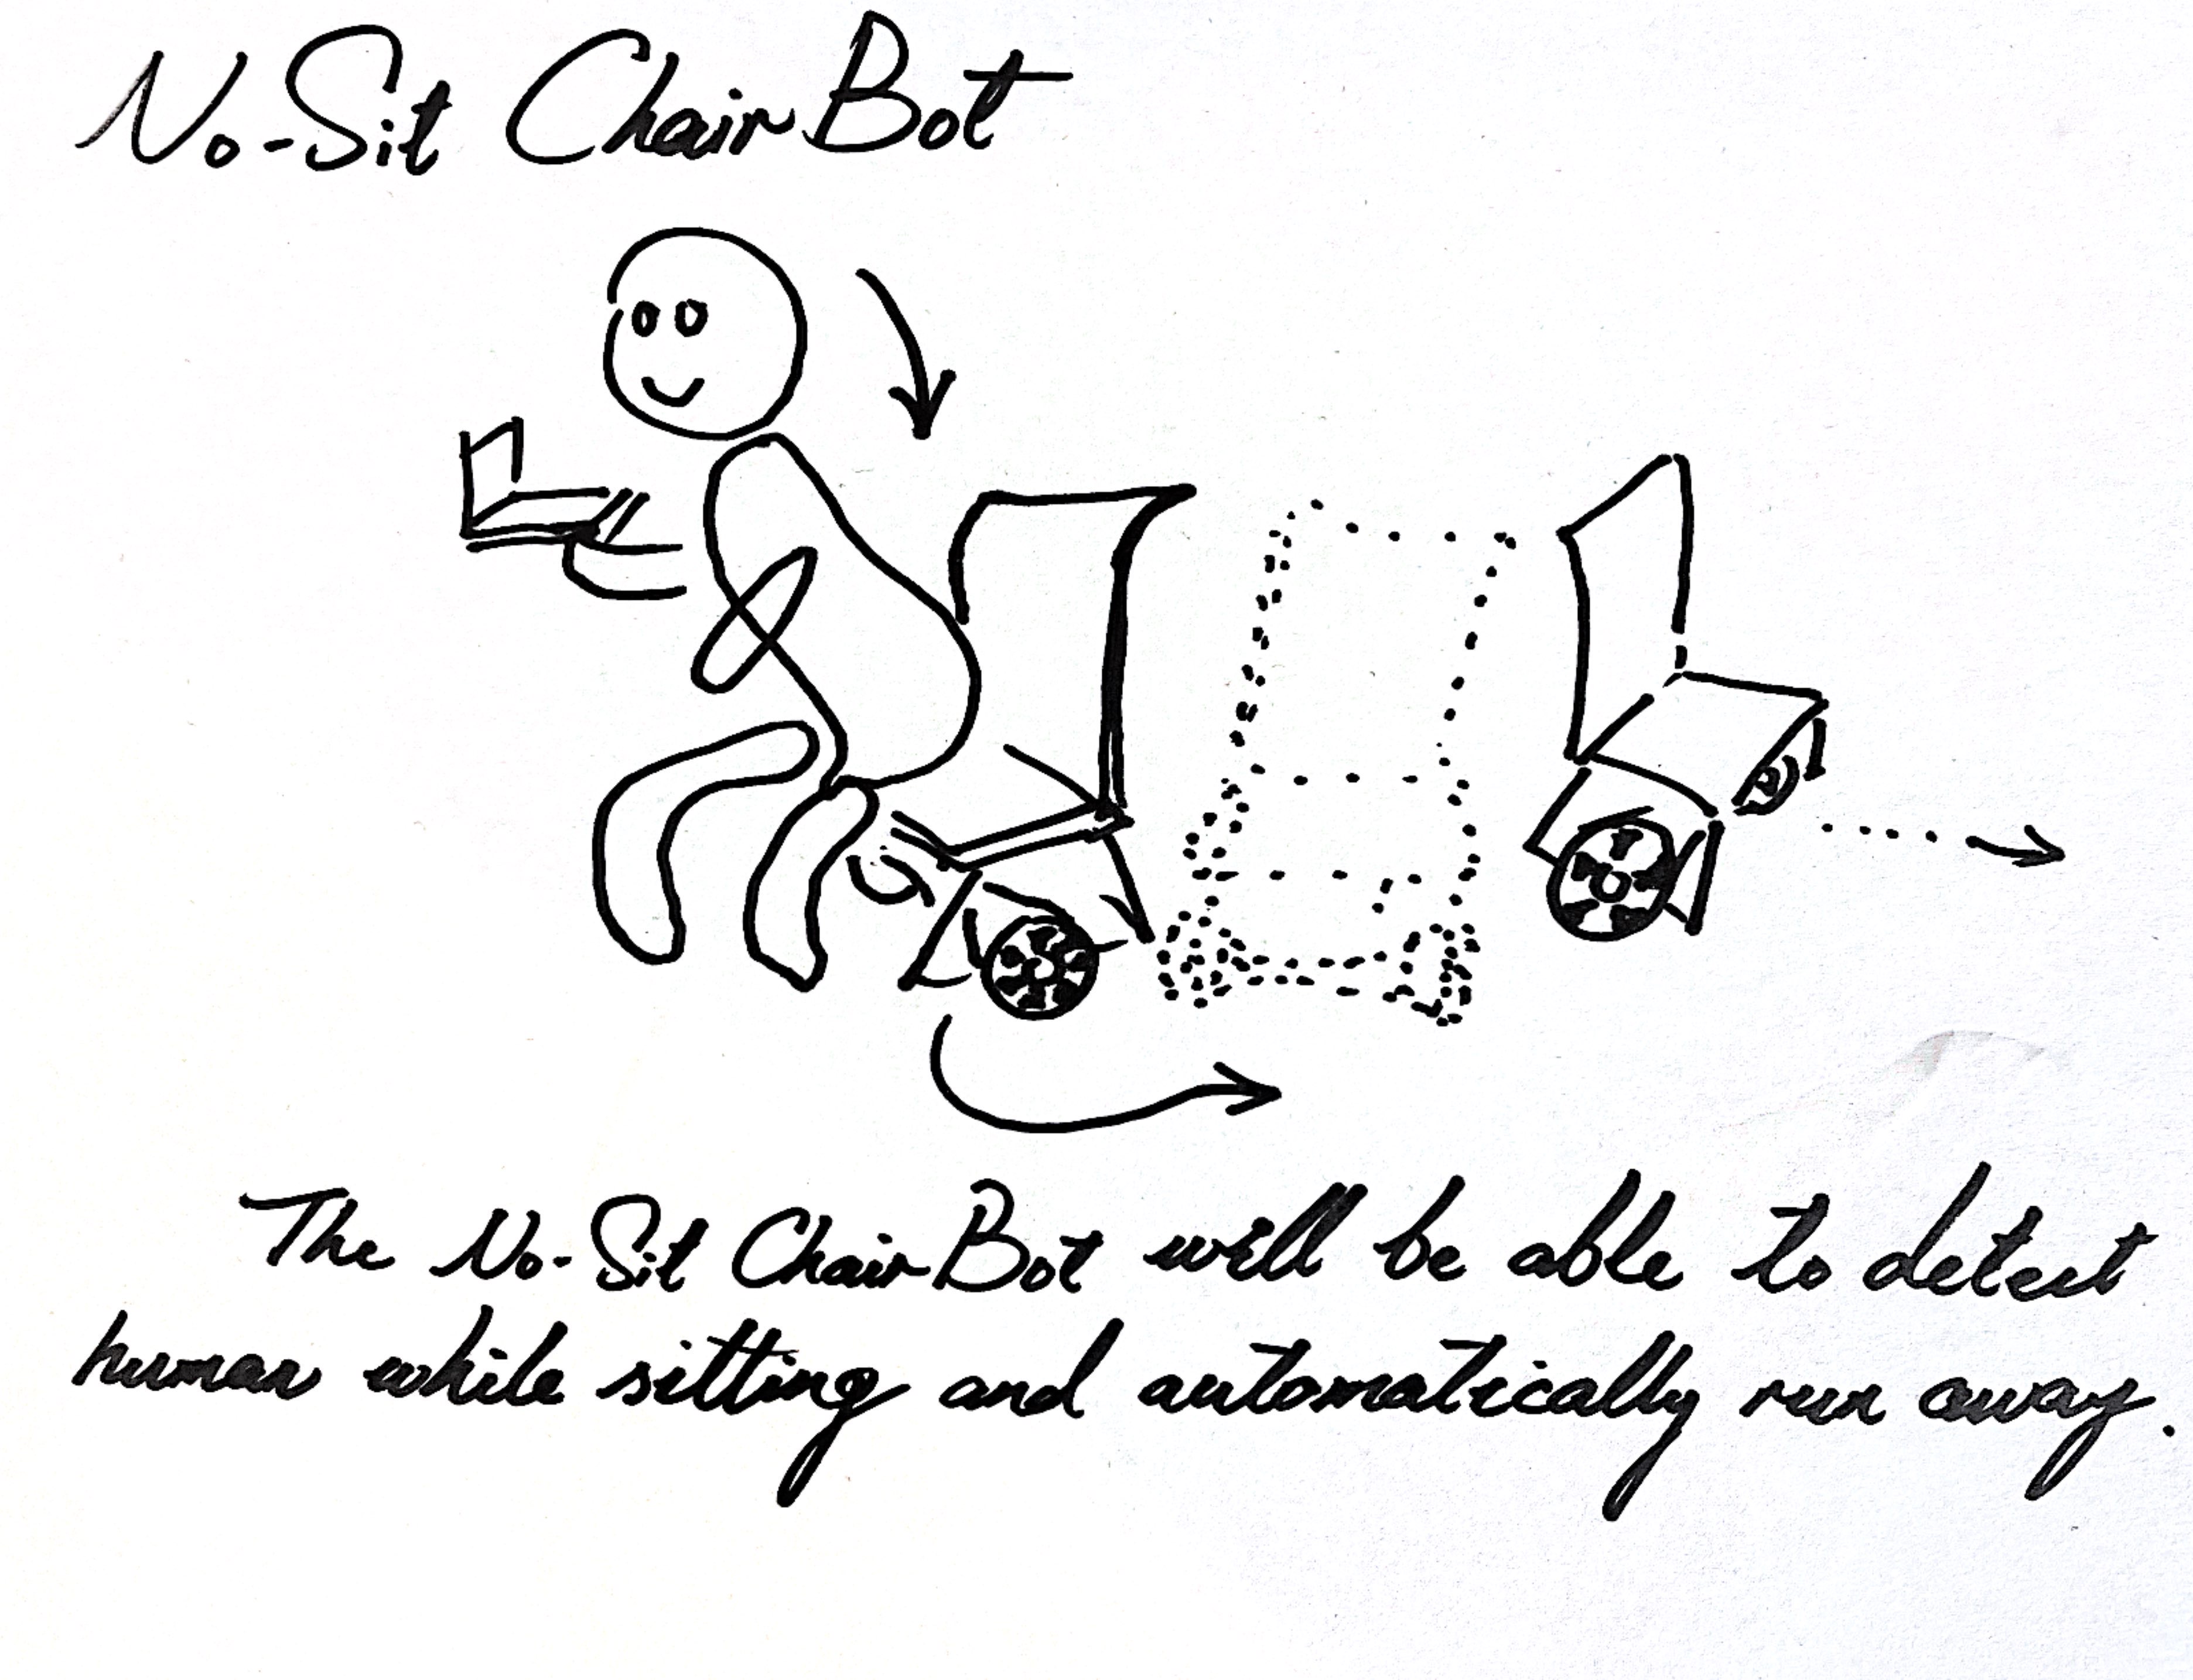 No-Sit Chair Bot
The No-Sit Chair Bot will be able to detect
human while sitting and automatically run away.